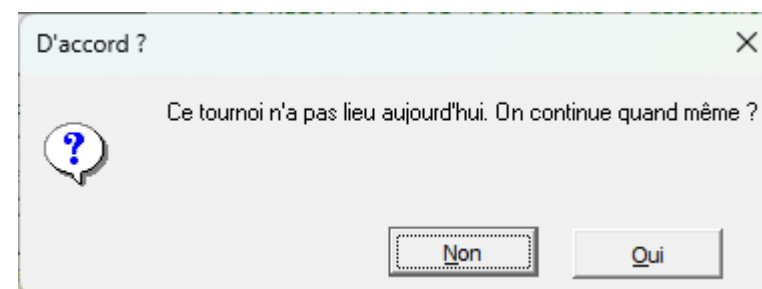 D'accord ?
Ce tournoi n'a pas lieu aujourd'hui. On continue quand même ?
Non
Oui